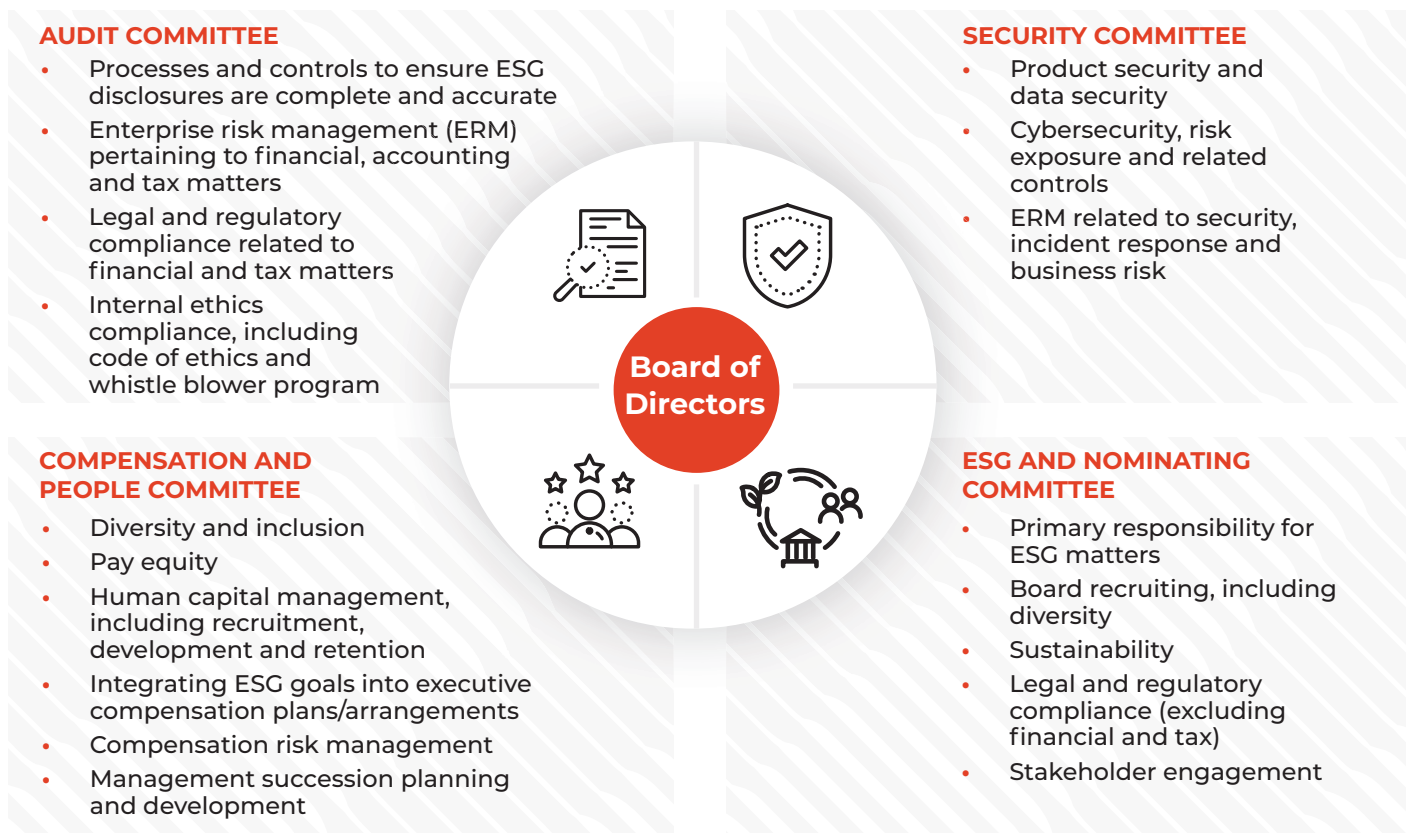 AUDIT COMMITTEE
• Processes and controls to ensure ESG
disclosures are complete and accurate
• Enterprise risk management (ERM)
pertaining to financial, accounting
and tax matters
• Legal and regulatory
compliance related to
financial and tax matters
• Internal ethics
compliance, including
code of ethics and
whistle blower program
SECURITY COMMITTEE
• Product security and
data security
• Cybersecurity, risk
exposure and related
controls
• ERM related to security,
incident response and
business risk
Board of
Directors
COMPENSATION AND
PEOPLE COMMITTEE
• Diversity and inclusion
• Pay equity
• Human capital management,
including recruitment,
development and retention
• Integrating ESG goals into executive
compensation plans/arrangements
• Compensation risk management
• Management succession planning
and development
ESG AND NOMINATING
COMMITTEE
• Primary responsibility for
ESG matters
• Board recruiting, including
diversity
• Sustainability
• Legal and regulatory
compliance (excluding
financial and tax)
• Stakeholder engagement